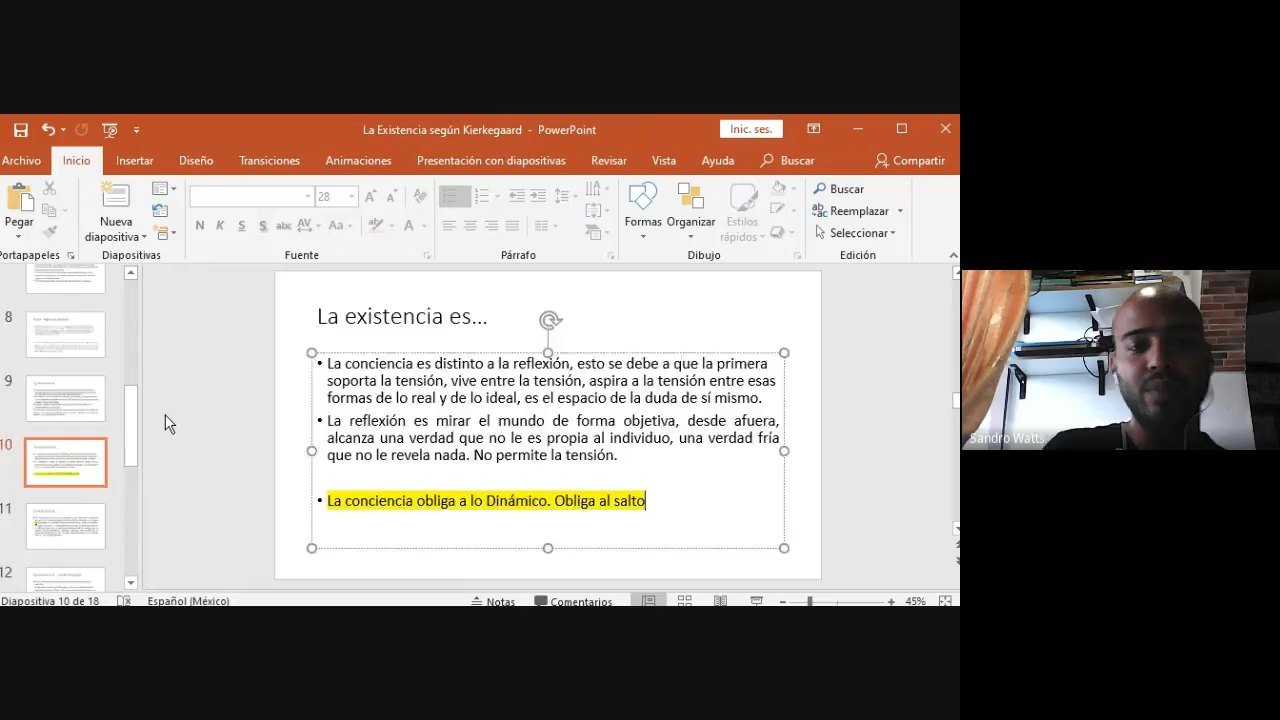 La Existencia según Kierkegaard - PowerPoint
Inic. ses.
Archivo Inicio Insertar Diseño Transiciones Animaciones Presentación con diapositivas Revisar Vista Ayuda Buscar Compartir
Pegar
Nueva diapositiva
28
N K S S abc AV Aa A
Formas
Organizar
Estilos rápidos
Buscar
Reemplazar
Seleccionar
Portapapeles Diapositivas Fuente Párrafo Dibujo Edición
8
9
10
11
12
La existencia es...
• La conciencia es distinto a la reflexión, esto se debe a que la primera
soporta la tensión, vive entre la tensión, aspira a la tensión entre esas
formas de lo real y de lo ideal, es el espacio de la duda de sí mismo.
• La reflexión es mirar el mundo de forma objetiva, desde afuera,
alcanza una verdad que no le es propia al individuo, una verdad fría
que no le revela nada. No permite la tensión.
• La conciencia obliga a lo Dinámico. Obliga al salto
Sandro Watts
Diapositiva 10 de 18 Español (México) Notas Comentarios 45%